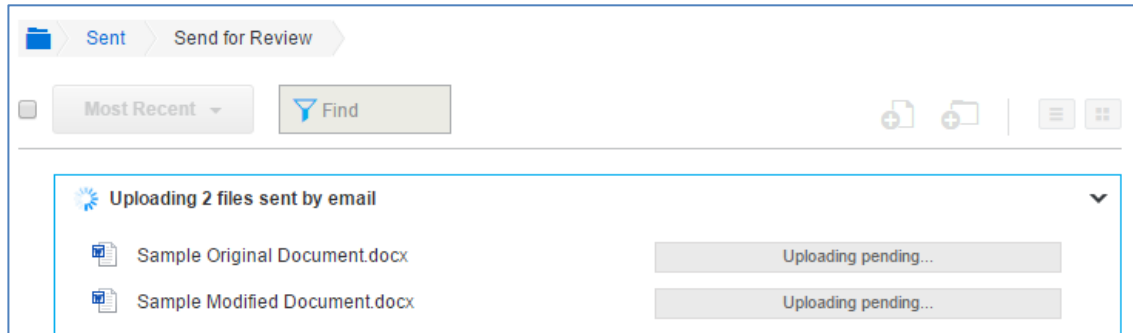 Sent Send for Review
Most Recent Find
Uploading 2 files sent by email
Sample Original Document.docx Uploading pending...
Sample Modified Document.docx Uploading pending...